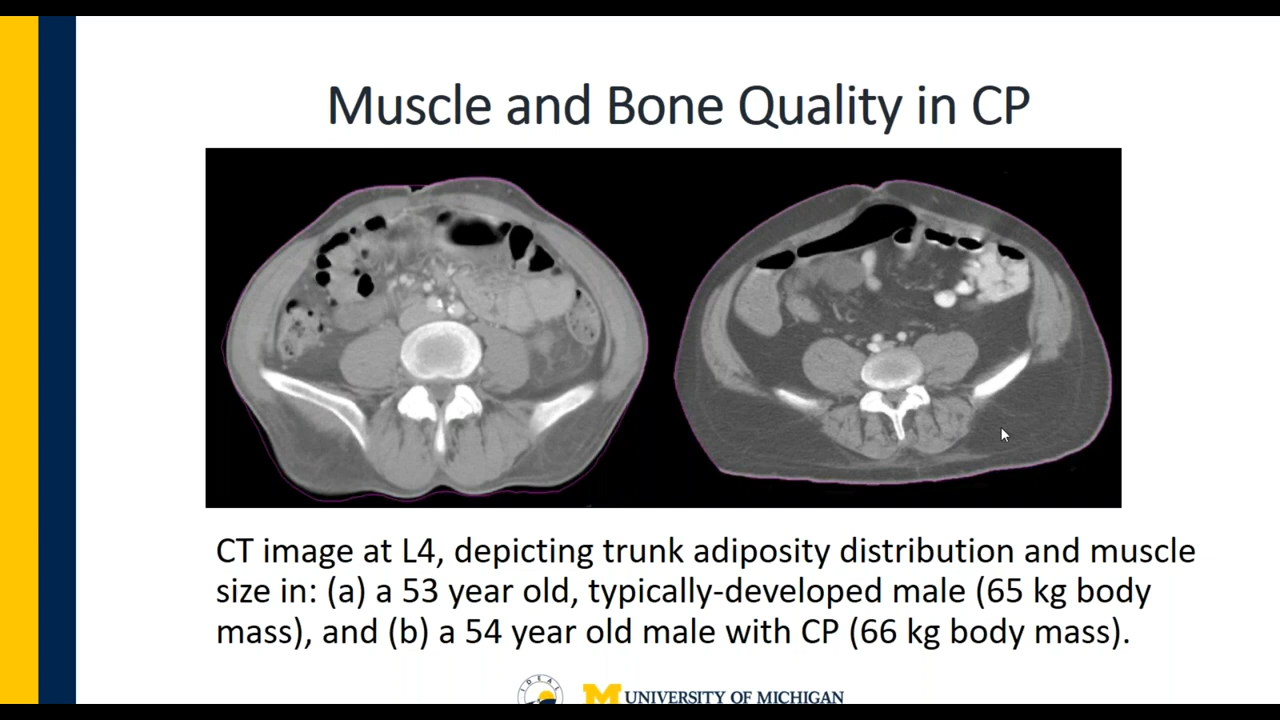 Muscle and Bone Quality in CP
CT image at L4, depicting trunk adiposity distribution and muscle
size in: (a) a 53 year old, typically-developed male (65 kg body
mass), and (b) a 54 year old male with CP (66 kg body mass).
IDEAL
M UNIVERSITY OF MICHIGAN